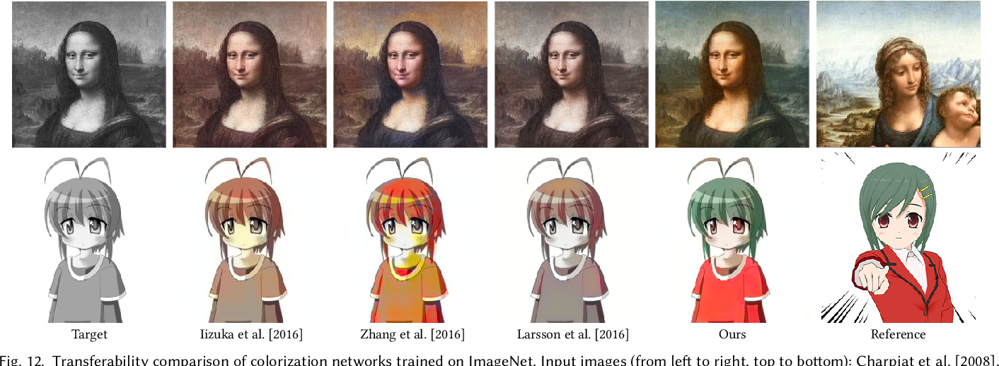 Target
Iizuka et al. [2016]
Zhang et al. [2016]
Larsson et al. [2016]
Ours
Reference
Fig. 12. Transferability comparison of colorization networks trained on ImageNet. Input images (from left to right, top to bottom): Charpiat et al. [2008],